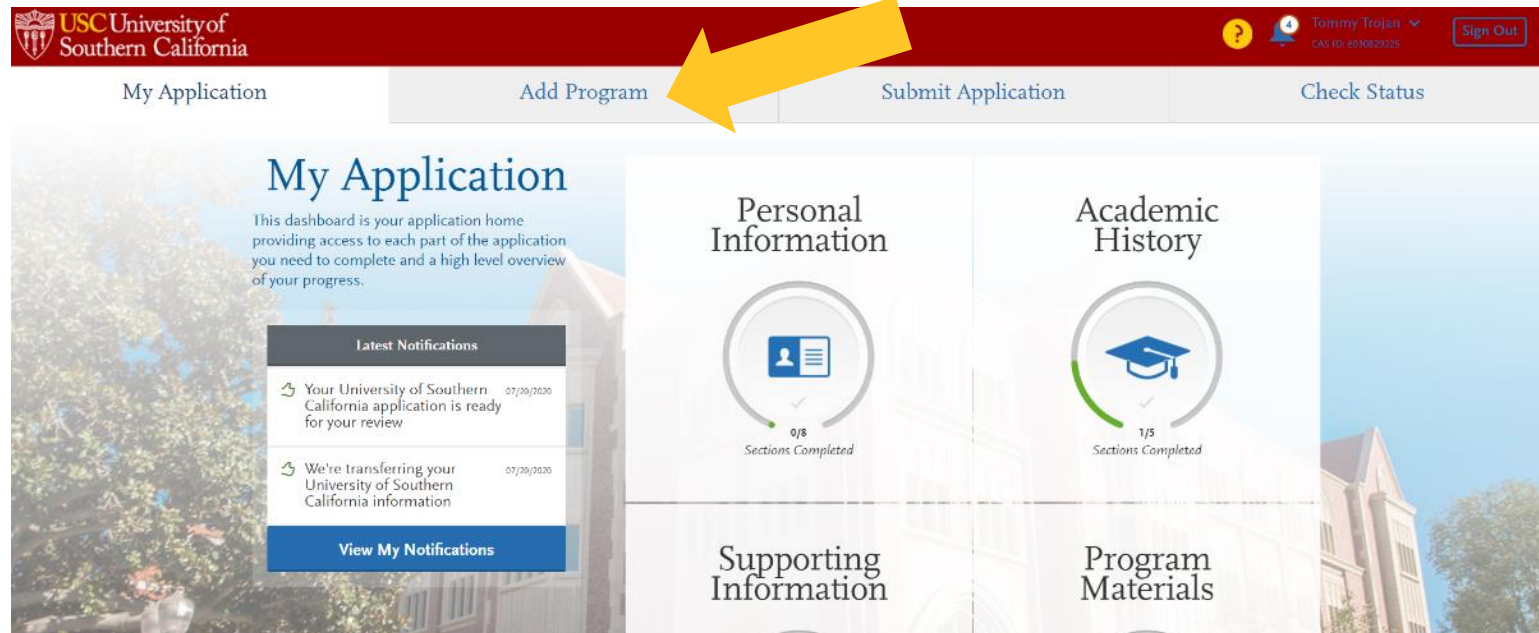 USC University of
Southern California
?
4
Tommy Trojan
CAS ID: 6930829225
Sign Out
My Application
Add Program
Submit Application
Check Status
My Application
This dashboard is your application home
providing access to each part of the application
you need to complete and a high level overview
of your progress.
Latest Notifications
Your University of Southern 07/20/2020
California application is ready
for your review
We're transferring your 07/20/2020
University of Southern
California information
View My Notifications
Personal
Information
0/8
Sections Completed
Academic
History
1/5
Sections Completed
Supporting
Information
Program
Materials